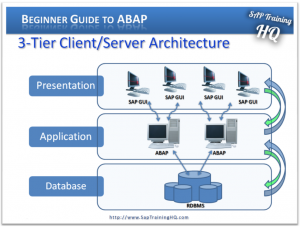 BEGINNER GUIDE TO ABAP
SAP Training
HQ
3-Tier Client/Server Architecture
Presentation
SAP GUI
SAP GUI
SAP GUI
SAP GUI
Application
ABAP
ABAP
Database
RDBMS
http://www.SapTrainingHQ.com